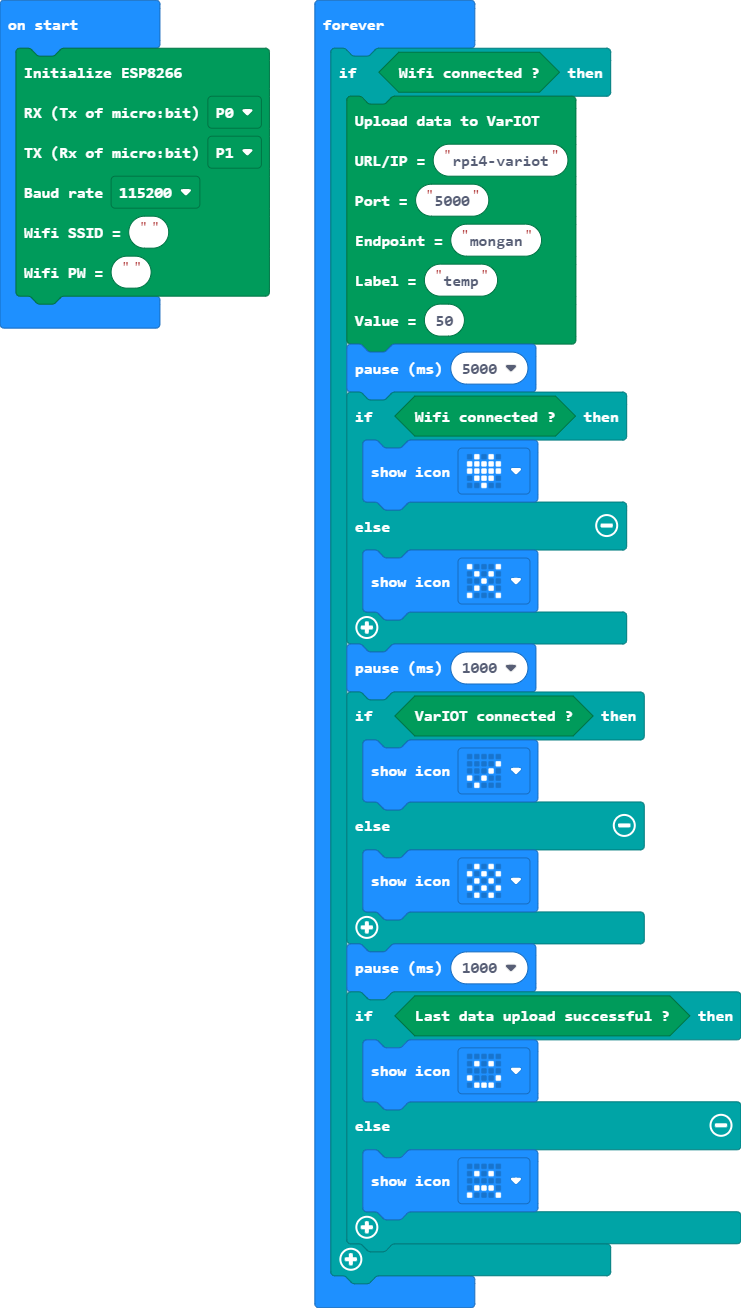 on start
Initialize ESP8266
RX (Tx of micro:bit) P0
TX (Rx of micro:bit) P1
Baud rate 115200
Wifi SSID = " "
Wifi PW = " "
forever
if Wifi connected ? then
Upload data to VarIOT
URL/IP = "rpi4-variot"
Port = "5000"
Endpoint = "mongan"
Label = "temp"
Value = 50
pause (ms) 5000
if Wifi connected ? then
show icon
else
show icon
pause (ms) 1000
if VarIOT connected ? then
show icon
else
show icon
pause (ms) 1000
if Last data upload successful ? then
show icon
else
show icon